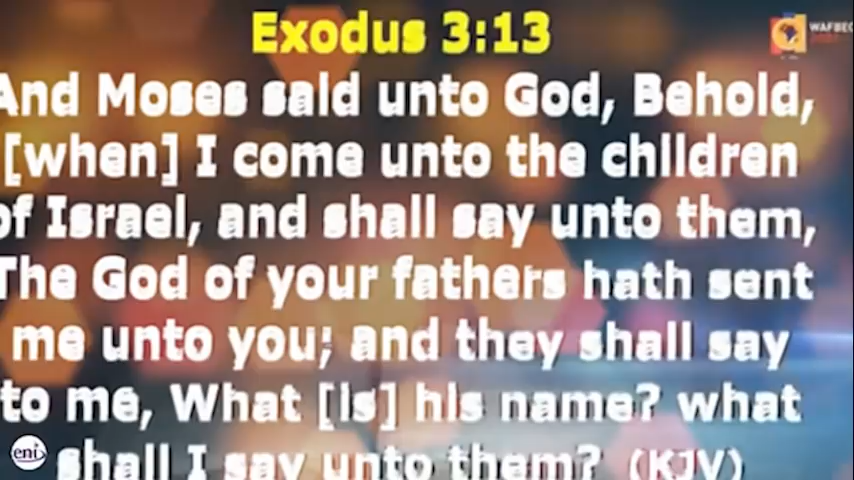 Exodus 3:13
WAFBEC
And Moses said unto God, Behold,
[when] I come unto the children
of Israel, and shall say unto them,
The God of your fathers hath sent
me unto you; and they shall say
to me, What [is] his name? what
shall I say unto them? (KJV)
eni